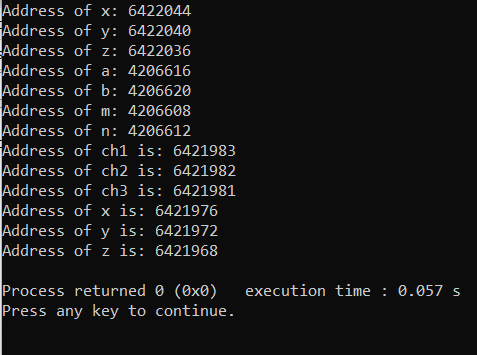 Address of x: 6422044
Address of y: 6422040
Address of z: 6422036
Address of a: 4206616
Address of b: 4206620
Address of m: 4206608
Address of n: 4206612
Address of ch1 is: 6421983
Address of ch2 is: 6421982
Address of ch3 is: 6421981
Address of x is: 6421976
Address of y is: 6421972
Address of z is: 6421968
Process returned 0 (0x0)   execution time : 0.057 s
Press any key to continue.